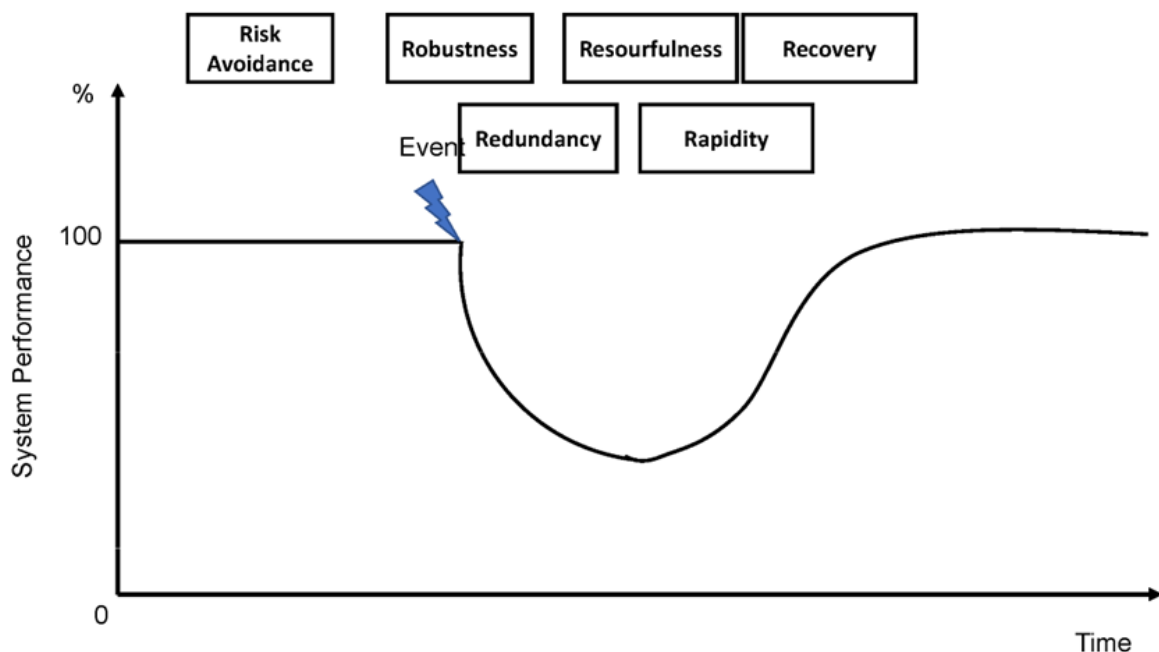 Risk
Avoidance
Robustness
Resourfulness
Recovery
%
Event
Redundancy
Rapidity
100
System Performance
0
Time